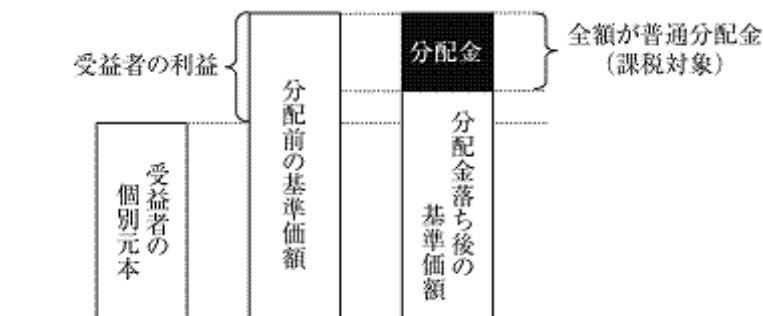 受益者の利益
分配金
全額が普通分配金
(課税対象)
受益者の
個別元本
分配前の基準価額
分配金落ち後の
基準価額